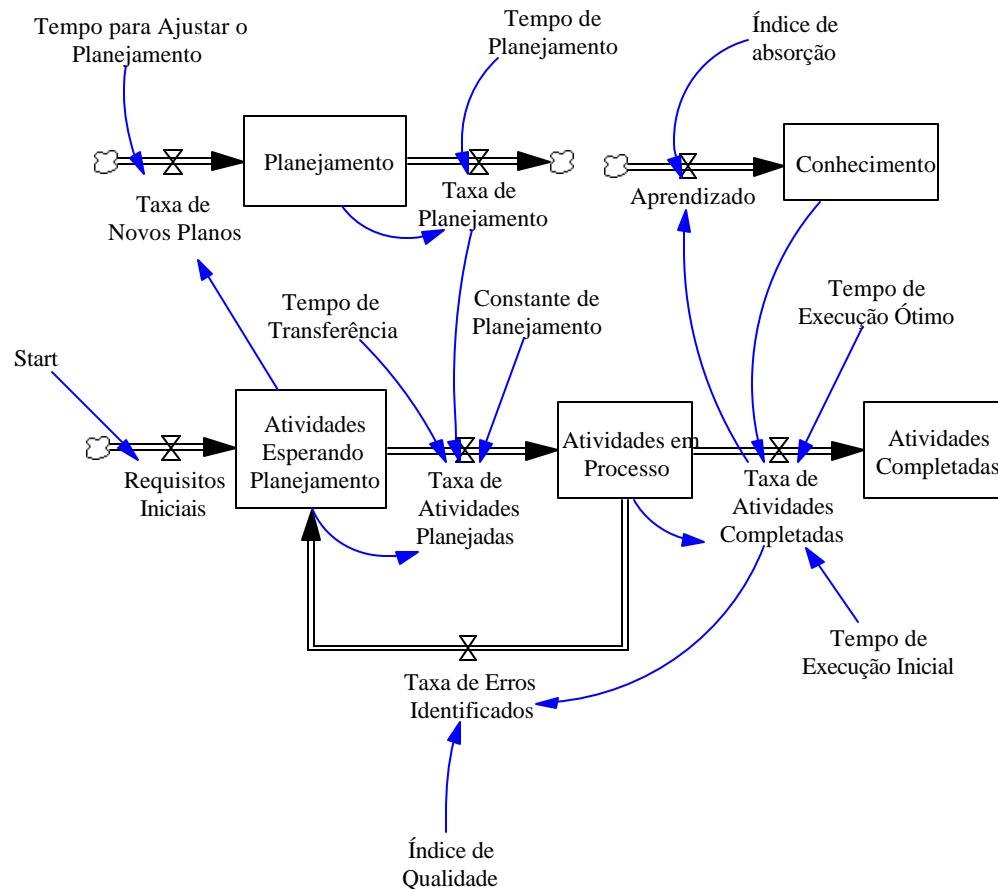 Tempo para Ajustar o
Planejamento
Tempo de
Planejamento
Índice de
absorção
Planejamento
Conhecimento
Taxa de
Novos Planos
Taxa de
Planejamento
Aprendizado
Tempo de
Transferência
Constante de
Planejamento
Tempo de
Execução Ótimo
Start
Atividades
Esperando
Planejamento
Atividades em
Processo
Atividades
Completadas
Requisitos
Iniciais
Taxa de
Atividades
Planejadas
Taxa de
Atividades
Completadas
Tempo de
Execução Inicial
Taxa de Erros
Identificados
Índice de
Qualidade